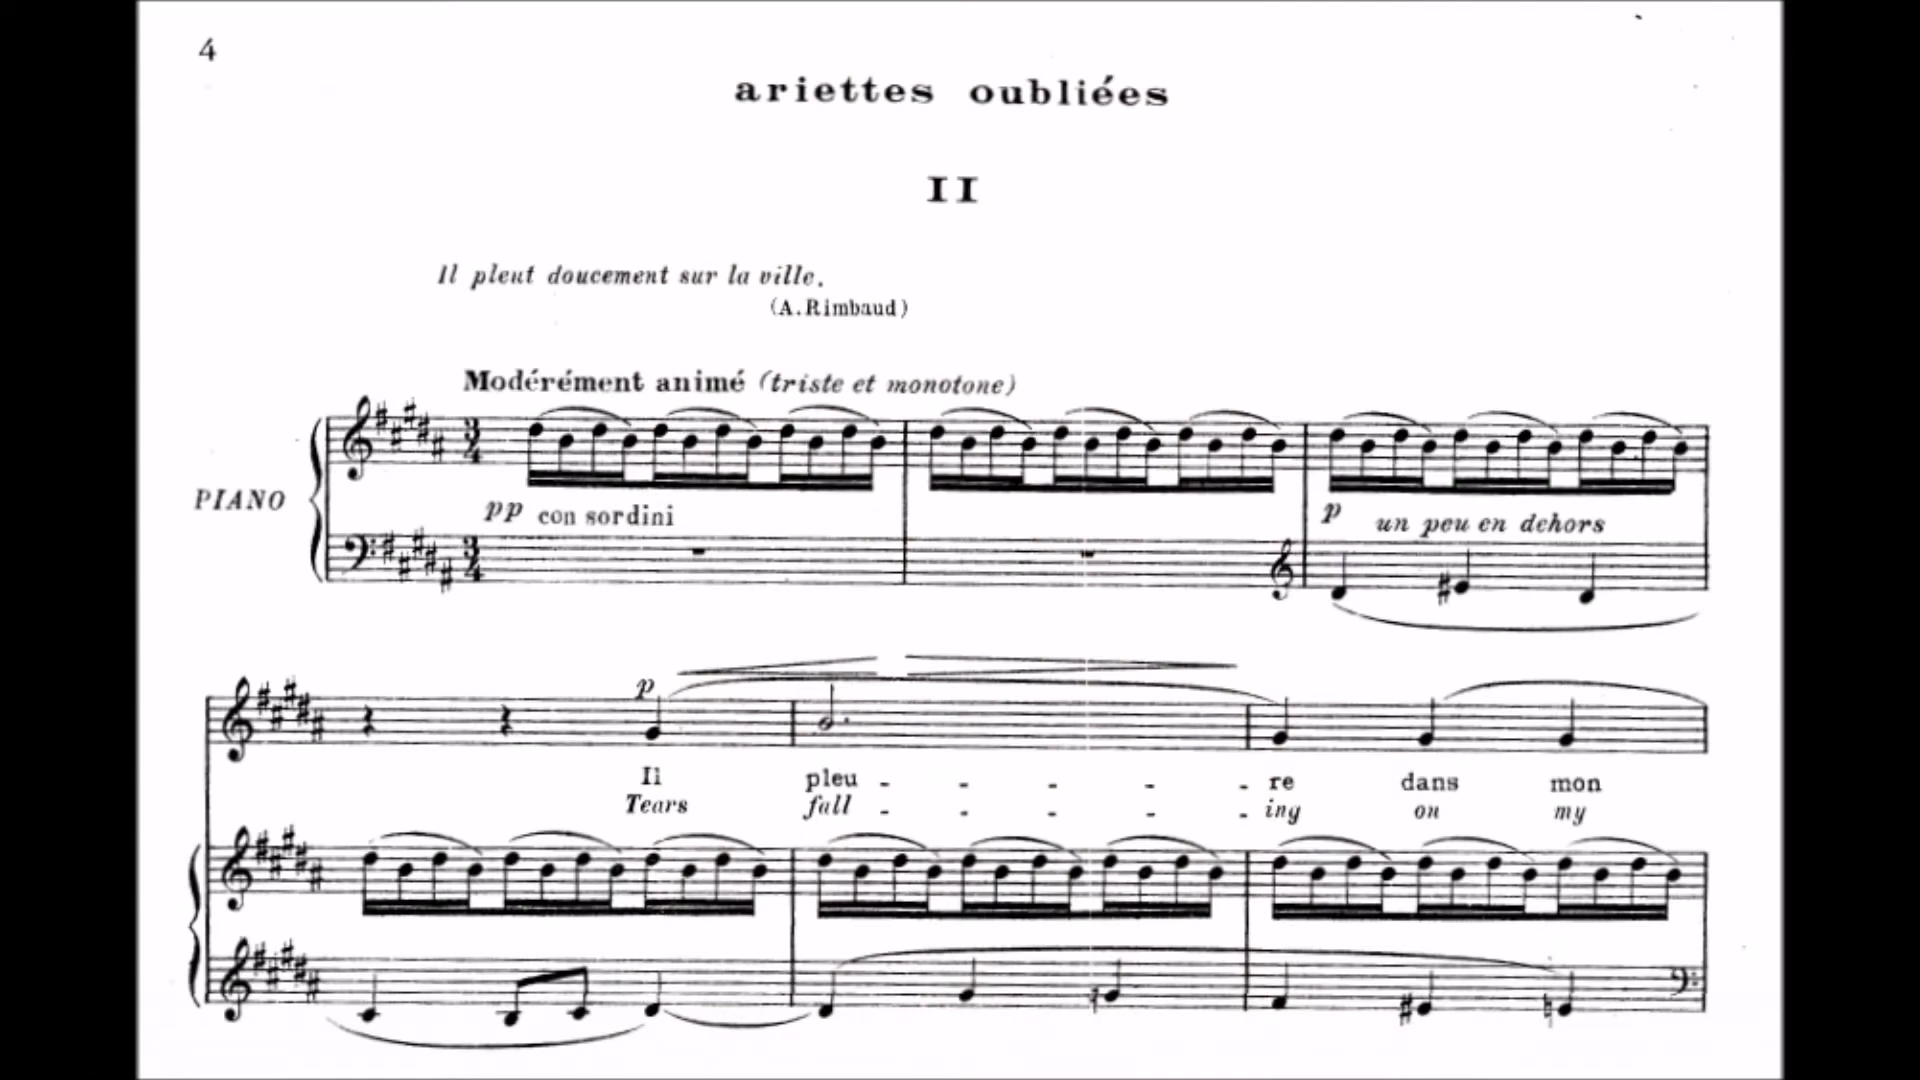 4
ariettes oubliées
II
Il pleut doucement sur la ville.
(A. Rimbaud)
Modérément animé (triste et monotone)
PIANO
pp con sordini
p un peu en dehors
p
Il pleu - - - - re dans mon
Tears fall - - - - ing on my